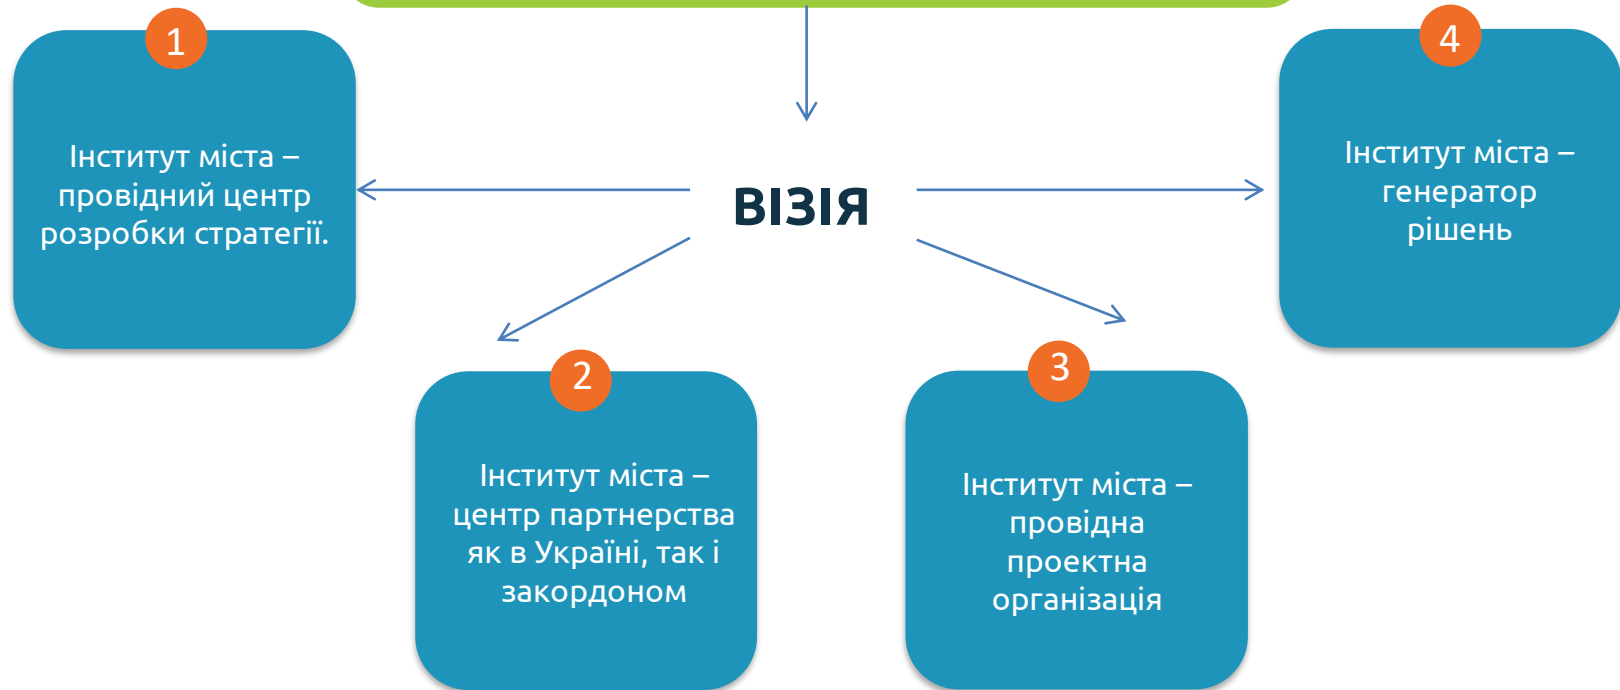 1
Інститут міста –
провідний центр
розробки стратегії.
ВІЗІЯ
4
Інститут міста –
генератор
рішень
2
Інститут міста –
центр партнерства
як в Україні, так і
закордоном
3
Інститут міста –
провідна
проектна
організація